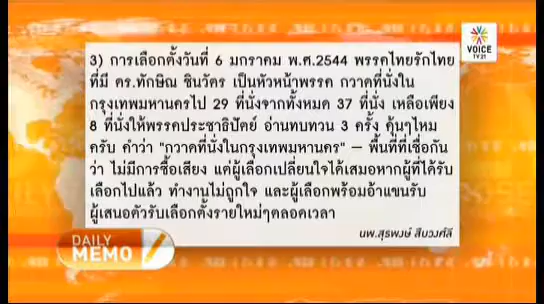 VOICE
TV 21
3) การเลือกตั้งวันที่ 6 มกราคม พ.ศ.2544 พรรคไทยรักไทย
ที่มี ดร.ทักษิณ ชินวัตร เป็นหัวหน้าพรรค กวาดที่นั่งใน
กรุงเทพมหานครไป 29 ที่นั่งจากทั้งหมด 37 ที่นั่ง เหลือเพียง
8 ที่นั่งให้พรรคประชาธิปัตย์ อ่านทบทวน 3 ครั้ง คุ้นๆไหม
ครับ คำว่า "กวาดที่นั่งในกรุงเทพมหานคร" – พื้นที่ที่เชื่อกัน
ว่า ไม่มีการซื้อเสียง แต่ผู้เลือกเปลี่ยนใจได้เสมอหากผู้ที่ได้รับ
เลือกไปแล้ว ทำงานไม่ถูกใจ และผู้เลือกพร้อมอ้าแขนรับ
ผู้เสนอตัวรับเลือกตั้งรายใหม่ๆตลอดเวลา
นพ.สุรพงษ์ สืบวงศ์ลี
DAILY
MEMO